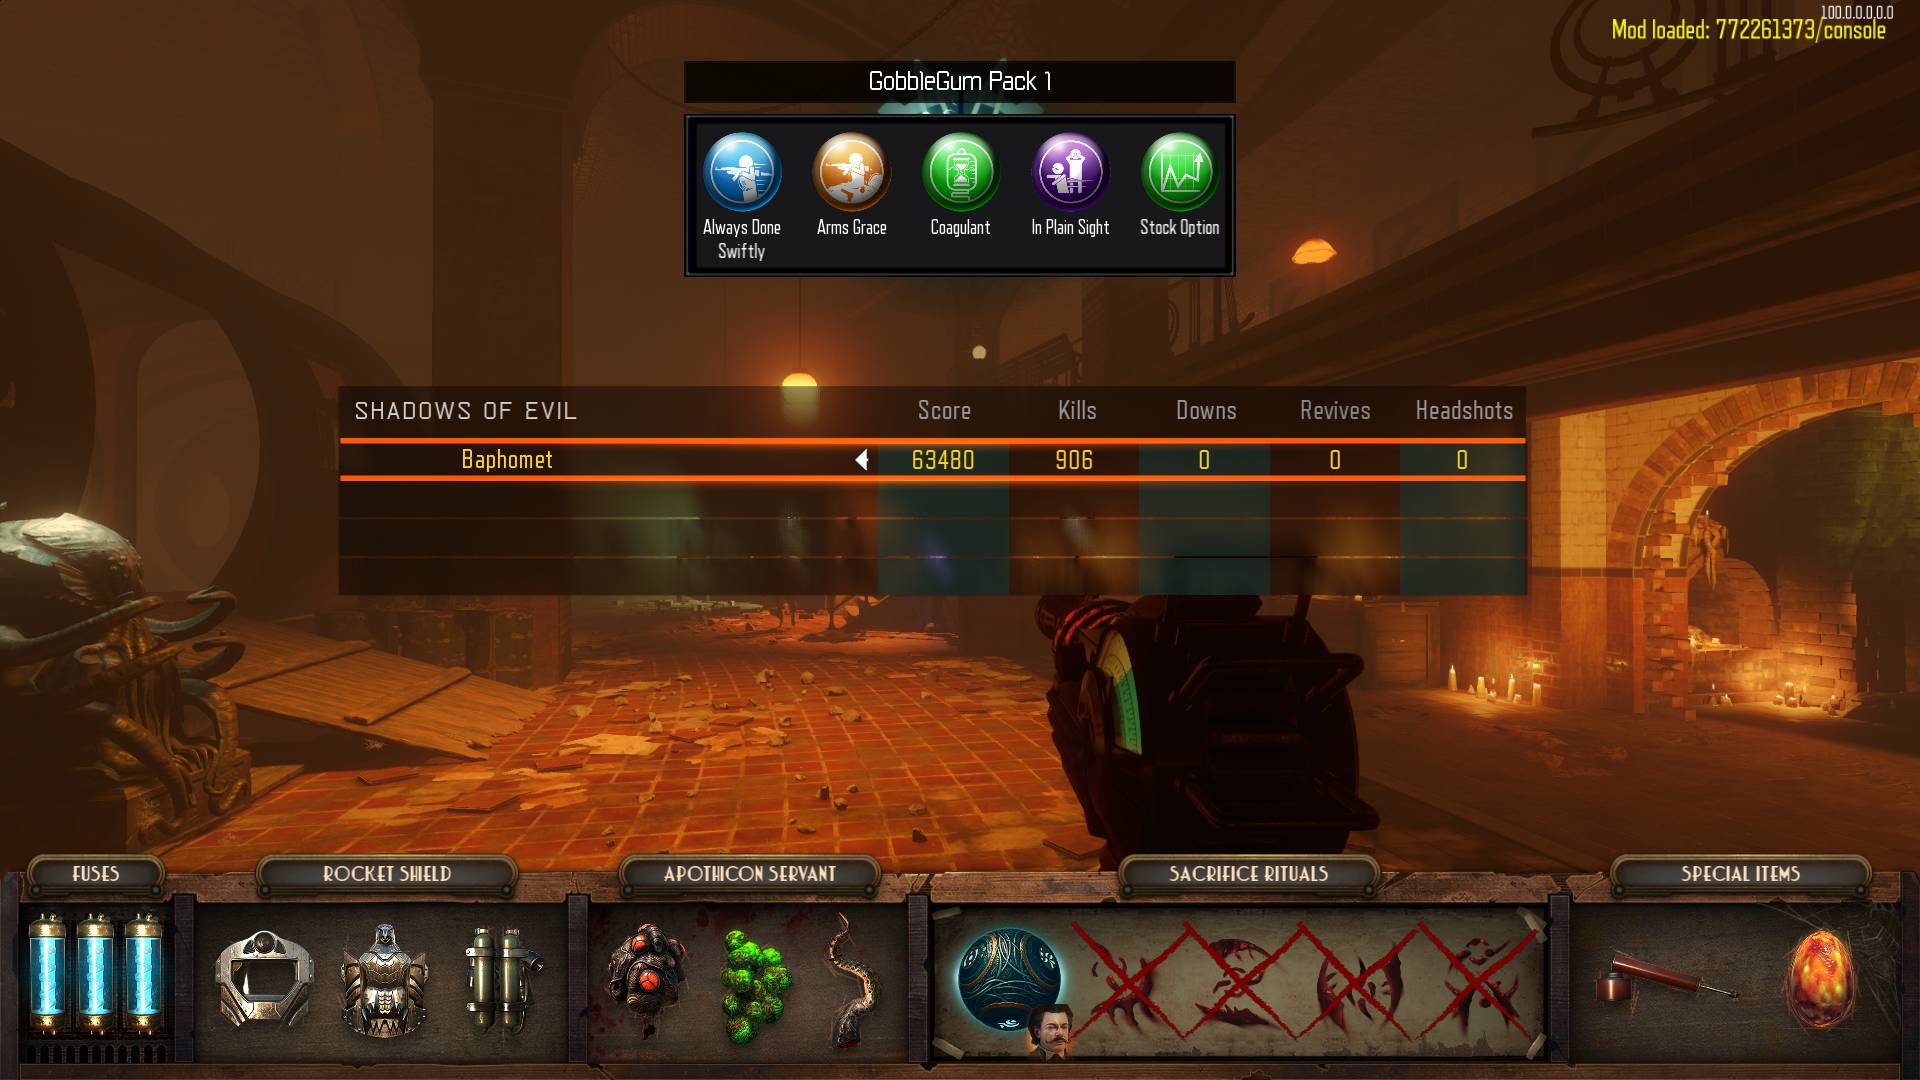 100.0.0.0.0.0
Mod loaded: 772261373/console
GobbleGum Pack 1
Always Done Swiftly
Arms Grace
Coagulant
In Plain Sight
Stock Option
SHADOWS OF EVIL Score Kills Downs Revives Headshots
Baphomet 63480 906 0 0 0
FUSES ROCKET SHIELD APOTHICON SERVANT SACRIFICE RITUALS SPECIAL ITEMS